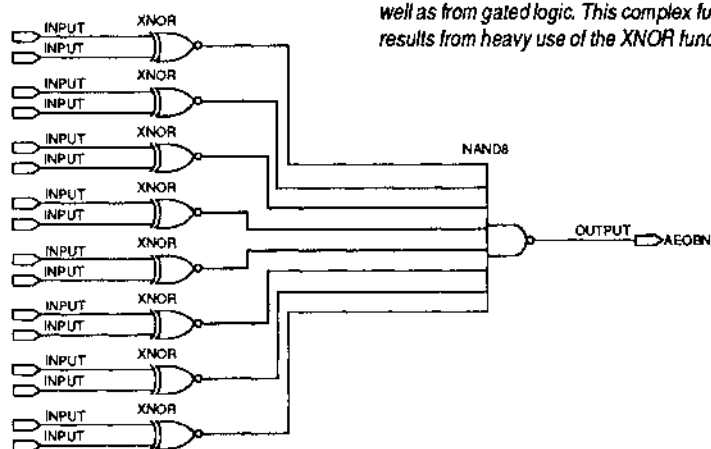 well as from gated logic. This complex fu
results from heavy use of the XNOR func
INPUT XNOR
INPUT
INPUT XNOR
INPUT
INPUT XNOR
INPUT
NAND8
INPUT XNOR
INPUT
OUTPUT AEQBN
INPUT XNOR
INPUT
INPUT XNOR
INPUT
INPUT XNOR
INPUT
INPUT XNOR
INPUT